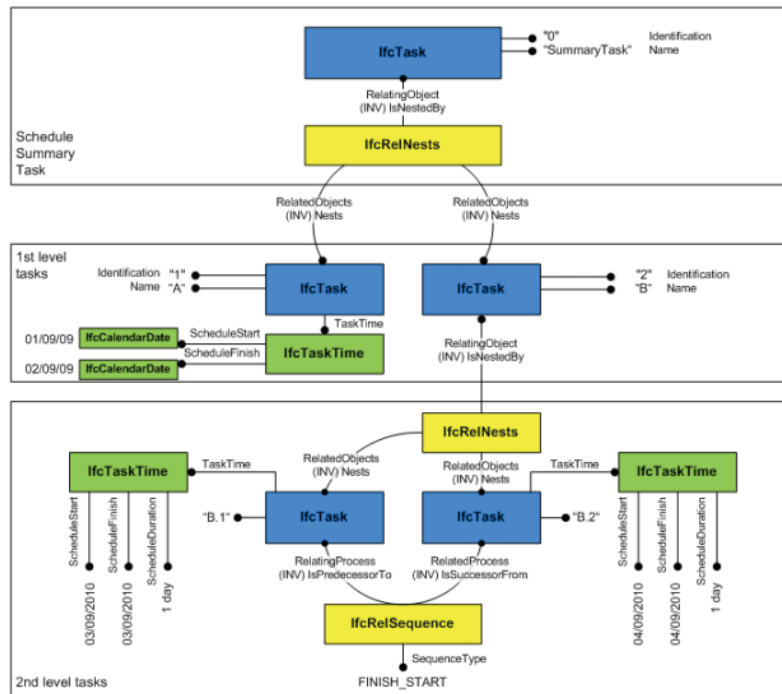 "0" Identification
"SummaryTask" Name
IfcTask
RelatingObject
(INV) IsNestedBy
IfcRelNests
Schedule
Summary
Task
RelatedObjects
(INV) Nests
RelatedObjects
(INV) Nests
1st level
tasks
Identification "1"
Name "A"
IfcTask
IfcTask
"2" Identification
"B" Name
TaskTime
01/09/09
IfcCalendarDate
ScheduleStart
ScheduleFinish
IfcTaskTime
02/09/09
IfcCalendarDate
RelatingObject
(INV) IsNestedBy
IfcRelNests
IfcTaskTime
TaskTime
RelatedObjects
(INV) Nests
RelatedObjects
(INV) Nests
TaskTime
IfcTaskTime
"B.1"
IfcTask
IfcTask
"B.2"
ScheduleStart
ScheduleFinish
ScheduleDuration
03/09/2010
03/09/2010
1 day
RelatingProcess
(INV) IsPredecessorTo
RelatedProcess
(INV) IsSuccessorFrom
ScheduleStart
ScheduleFinish
ScheduleDuration
04/09/2010
04/09/2010
1 day
IfcRelSequence
SequenceType
FINISH_START
2nd level tasks